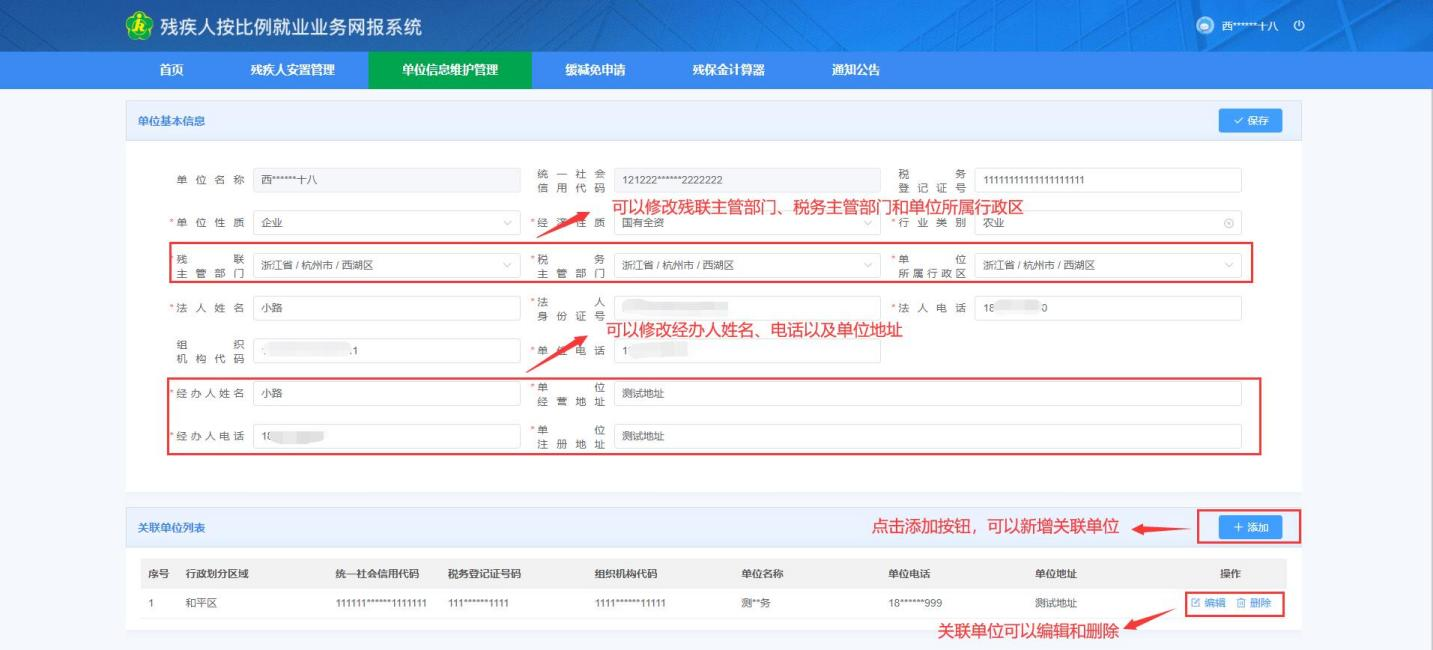 残疾人按比例就业业务网报系统
西******十八
首页 残疾人安置管理 单位信息维护管理 缓减免申请 残保金计算器 通知公告
单位基本信息
保存
单位名称 西******十八
统一社会信用代码 121222******2222222
税务登记证号 11111111111111111111
可以修改残联主管部门、税务主管部门和单位所属行政区
*单位性质 企业
*经济性质 国有全资
*行业类别 农业
*残联主管部门 浙江省 / 杭州市 / 西湖区
*税务主管部门 浙江省 / 杭州市 / 西湖区
*单位所属行政区 浙江省 / 杭州市 / 西湖区
*法人姓名 小路
*法人身份证号
*法人电话 18 0
可以修改经办人姓名、电话以及单位地址
组织机构代码 .1
*单位电话 1
*经办人姓名 小路
*单位经营地址 测试地址
*经办人电话 18
*单位注册地址 测试地址
关联单位列表
点击添加按钮，可以新增关联单位
添加
序号 行政划分区域 统一社会信用代码 税务登记证号码 组织机构代码 单位名称 单位电话 单位地址 操作
1 和平区 111111******1111111 111******1111 1111******11111 测**务 18******999 测试地址 编辑 删除
关联单位可以编辑和删除